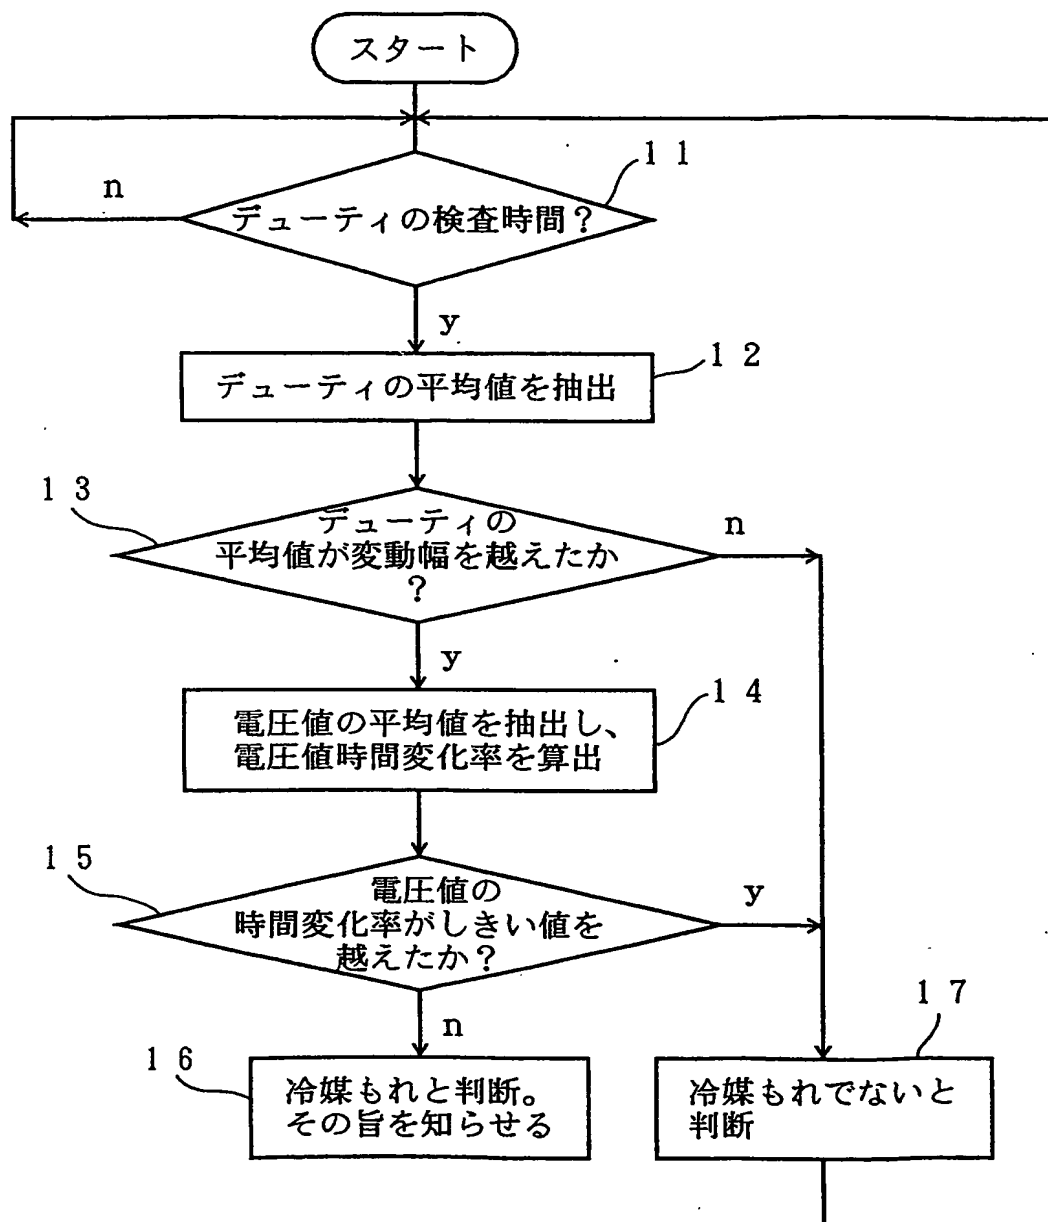 スタート
11
n
デューティの検査時間？
y
12
デューティの平均値を抽出
13
デューティの
平均値が変動幅を越えたか
？
n
y
14
電圧値の平均値を抽出し、
電圧値時間変化率を算出
15
電圧値の
時間変化率がしきい値を
越えたか？
y
n
16
冷媒もれと判断。
その旨を知らせる
17
冷媒もれでないと
判断